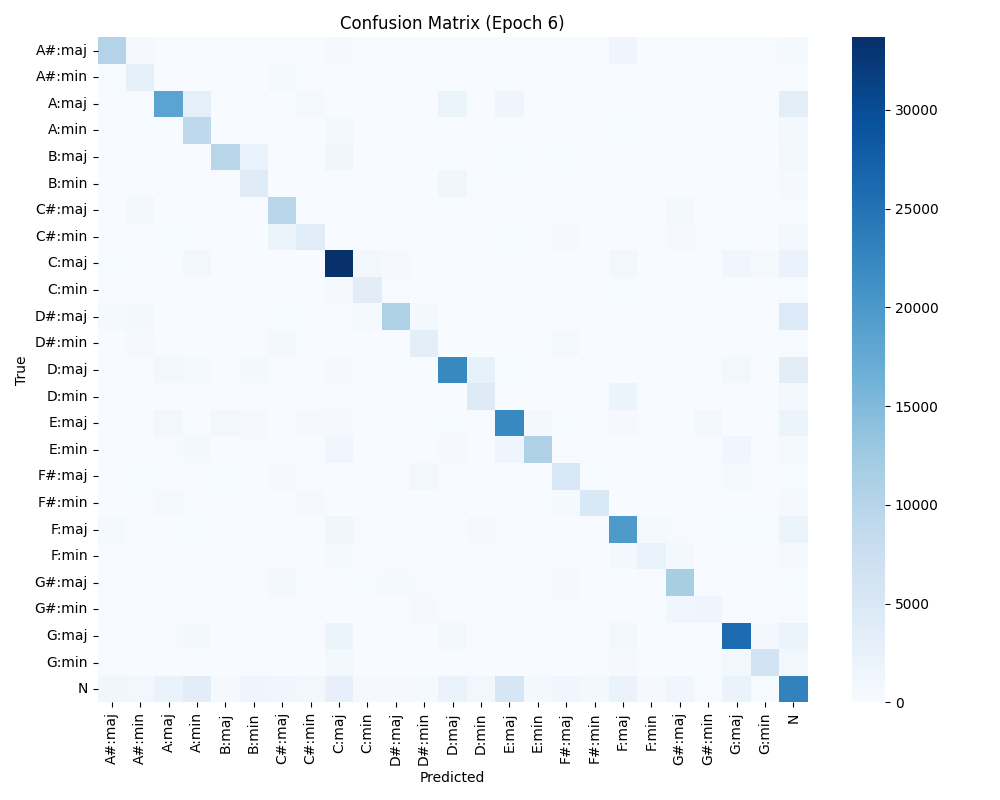 Confusion Matrix (Epoch 6)
True
A#:maj
A#:min
A:maj
A:min
B:maj
B:min
C#:maj
C#:min
C:maj
C:min
D#:maj
D#:min
D:maj
D:min
E:maj
E:min
F#:maj
F#:min
F:maj
F:min
G#:maj
G#:min
G:maj
G:min
N
A#:maj A#:min A:maj A:min B:maj B:min C#:maj C#:min C:maj C:min D#:maj D#:min D:maj D:min E:maj E:min F#:maj F#:min F:maj F:min G#:maj G#:min G:maj G:min N
Predicted
30000
25000
20000
15000
10000
5000
0